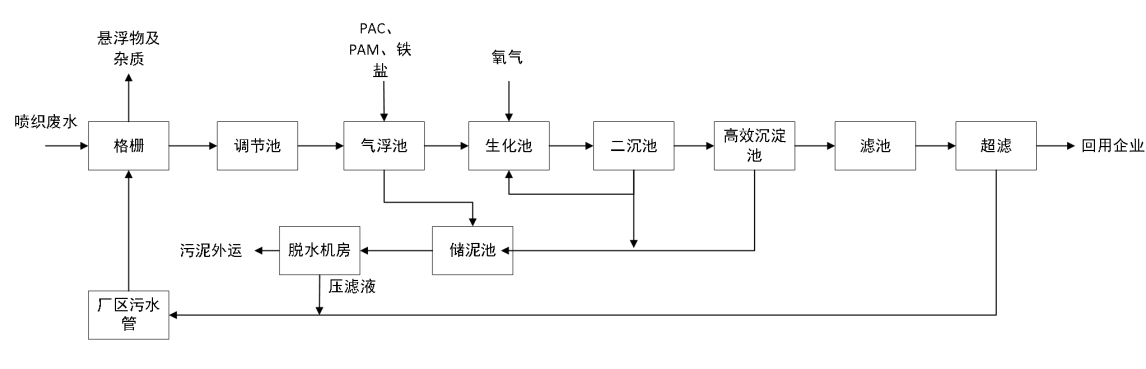 悬浮物及
杂质
PAC、
PAM、铁
盐
氧气
喷织废水
格栅
调节池
气浮池
生化池
二沉池
高效沉淀
池
滤池
超滤
回用企业
污泥外运
脱水机房
储泥池
压滤液
厂区污水
管